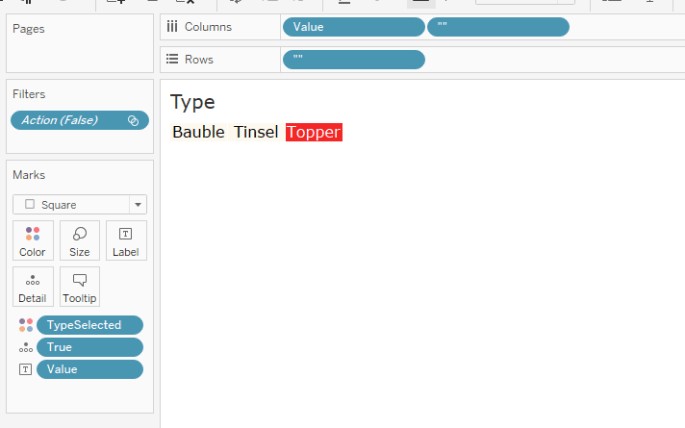 Pages
Columns
Value
""
Rows
""
Filters
Action (False)
Marks
Square
Color
Size
Label
Detail
Tooltip
TypeSelected
True
Value
Type
Bauble Tinsel Topper